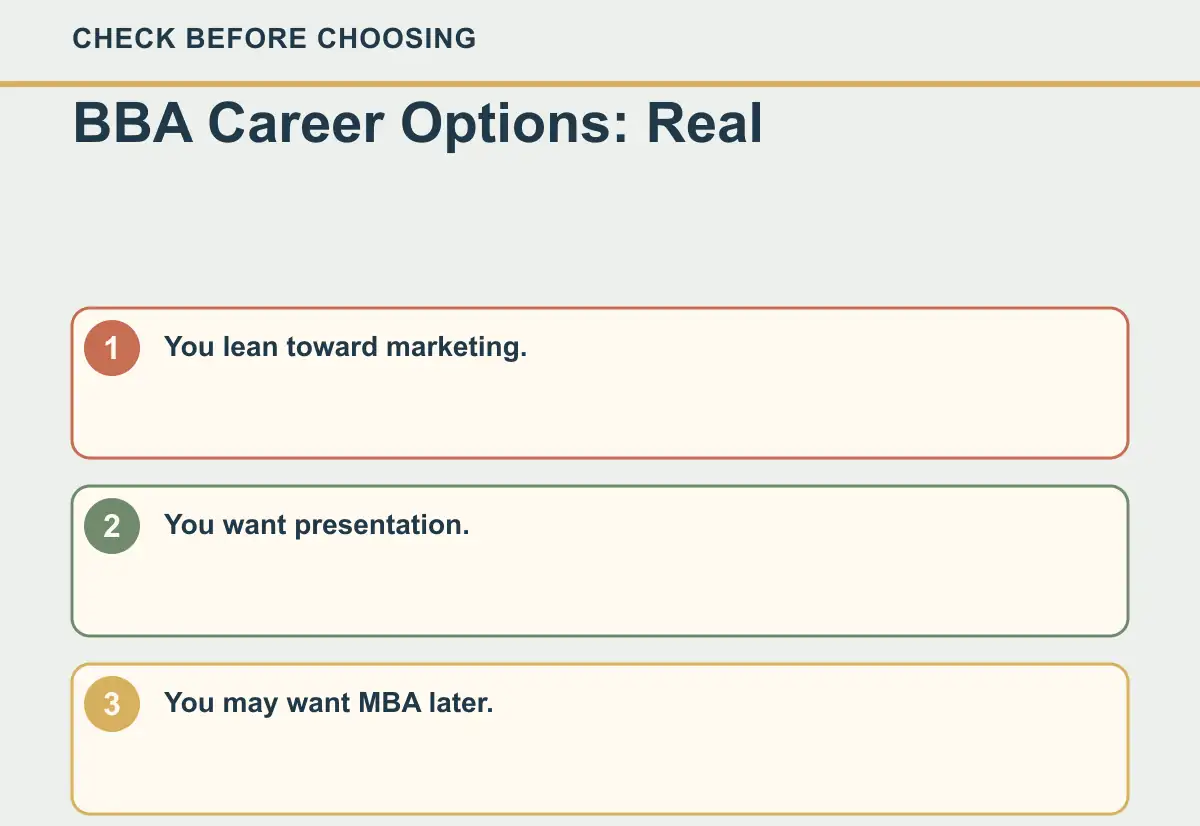 CHECK BEFORE CHOOSING
BBA Career Options: Real
1 You lean toward marketing.
2 You want presentation.
3 You may want MBA later.